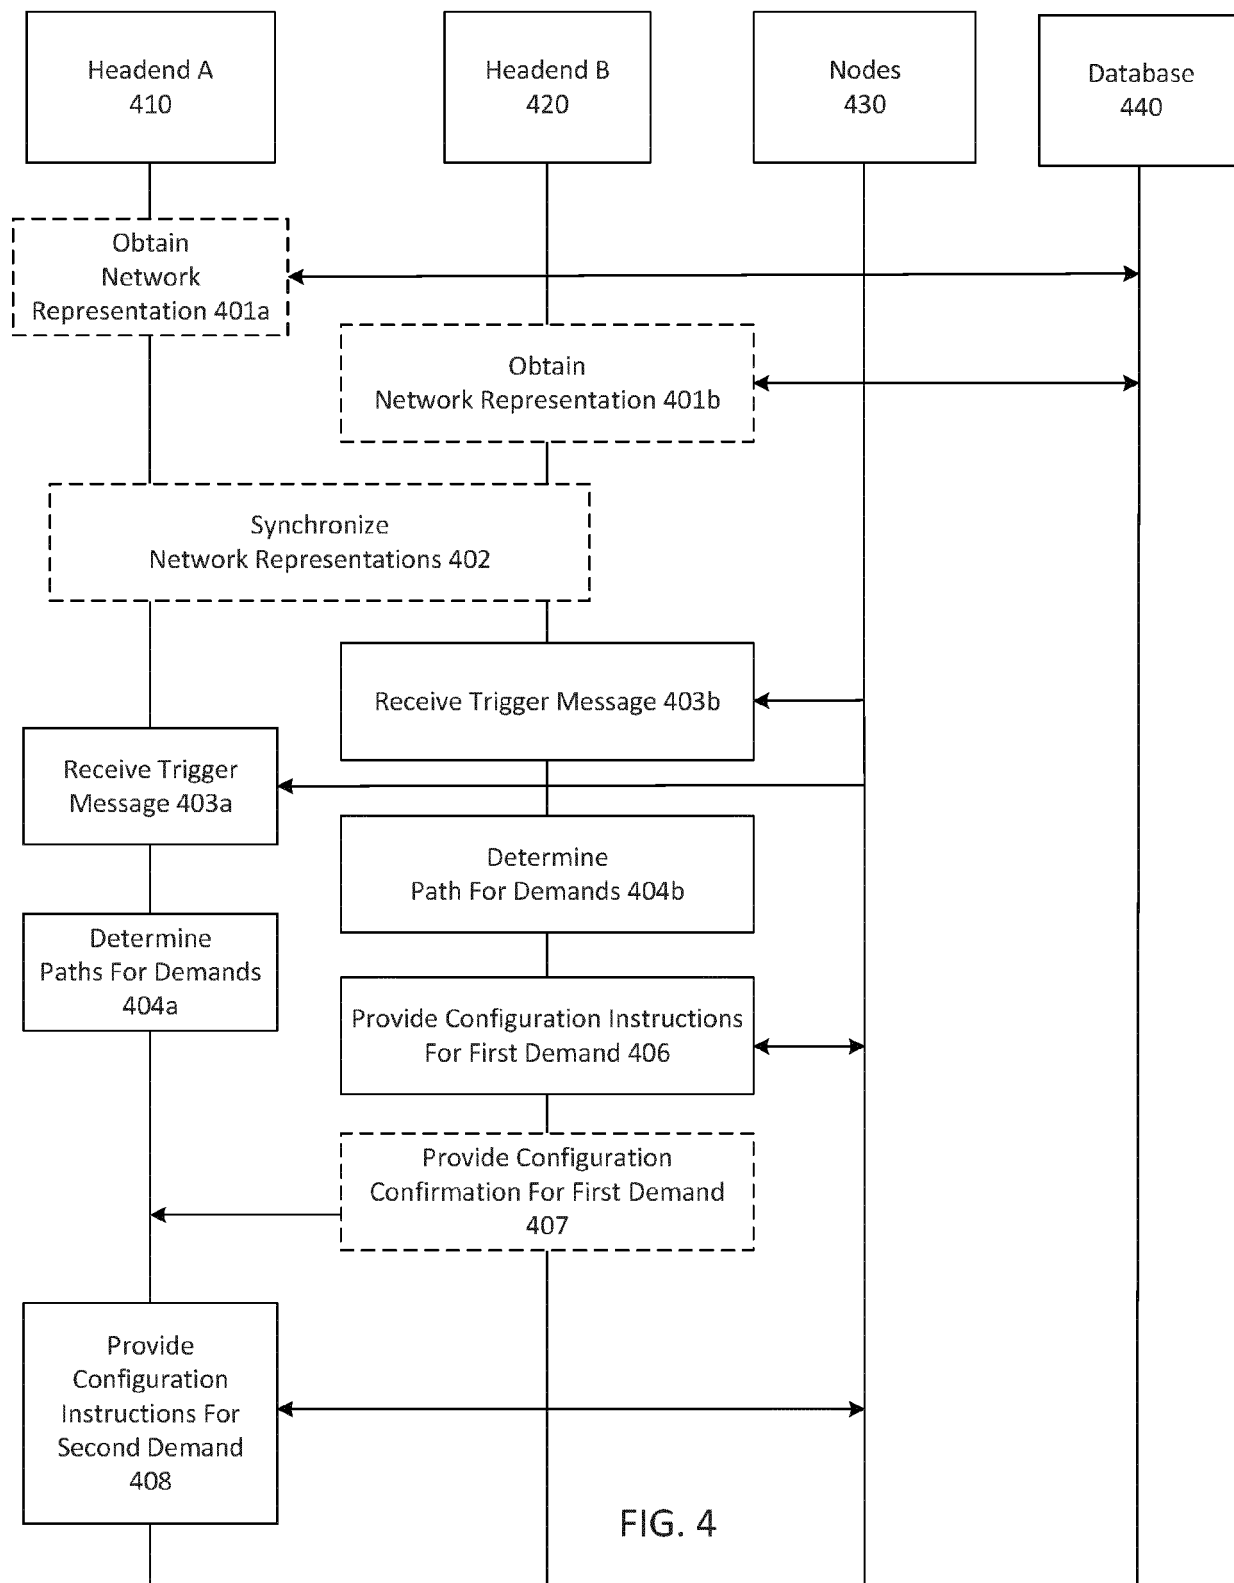 Headend A
410
Headend B
420
Nodes
430
Database
440
Obtain
Network
Representation 401a
Obtain
Network Representation 401b
Synchronize
Network Representations 402
Receive Trigger Message 403b
Receive Trigger
Message 403a
Determine
Path For Demands 404b
Determine
Paths For Demands
404a
Provide Configuration Instructions
For First Demand 406
Provide Configuration
Confirmation For First Demand
407
Provide
Configuration
Instructions For
Second Demand
408
FIG. 4